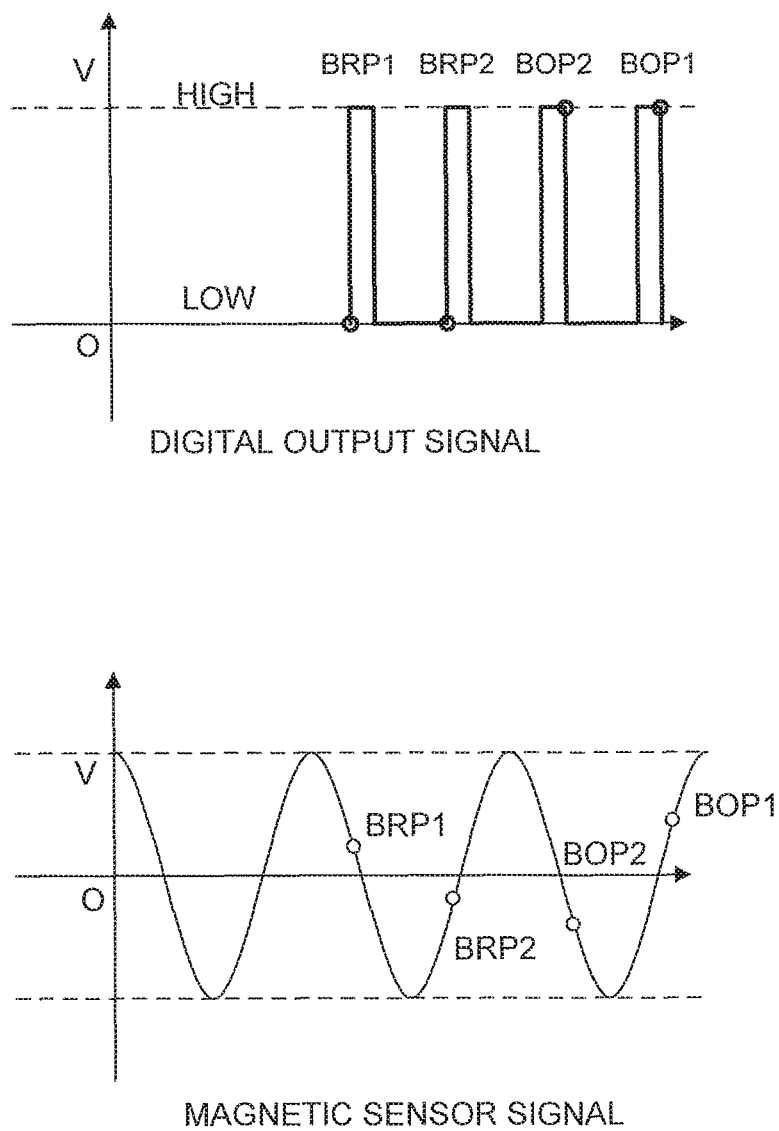 V
BRP1 BRP2 BOP2 BOP1
HIGH
LOW
O
DIGITAL OUTPUT SIGNAL
V
BRP1
BOP1
BOP2
O
BRP2
MAGNETIC SENSOR SIGNAL